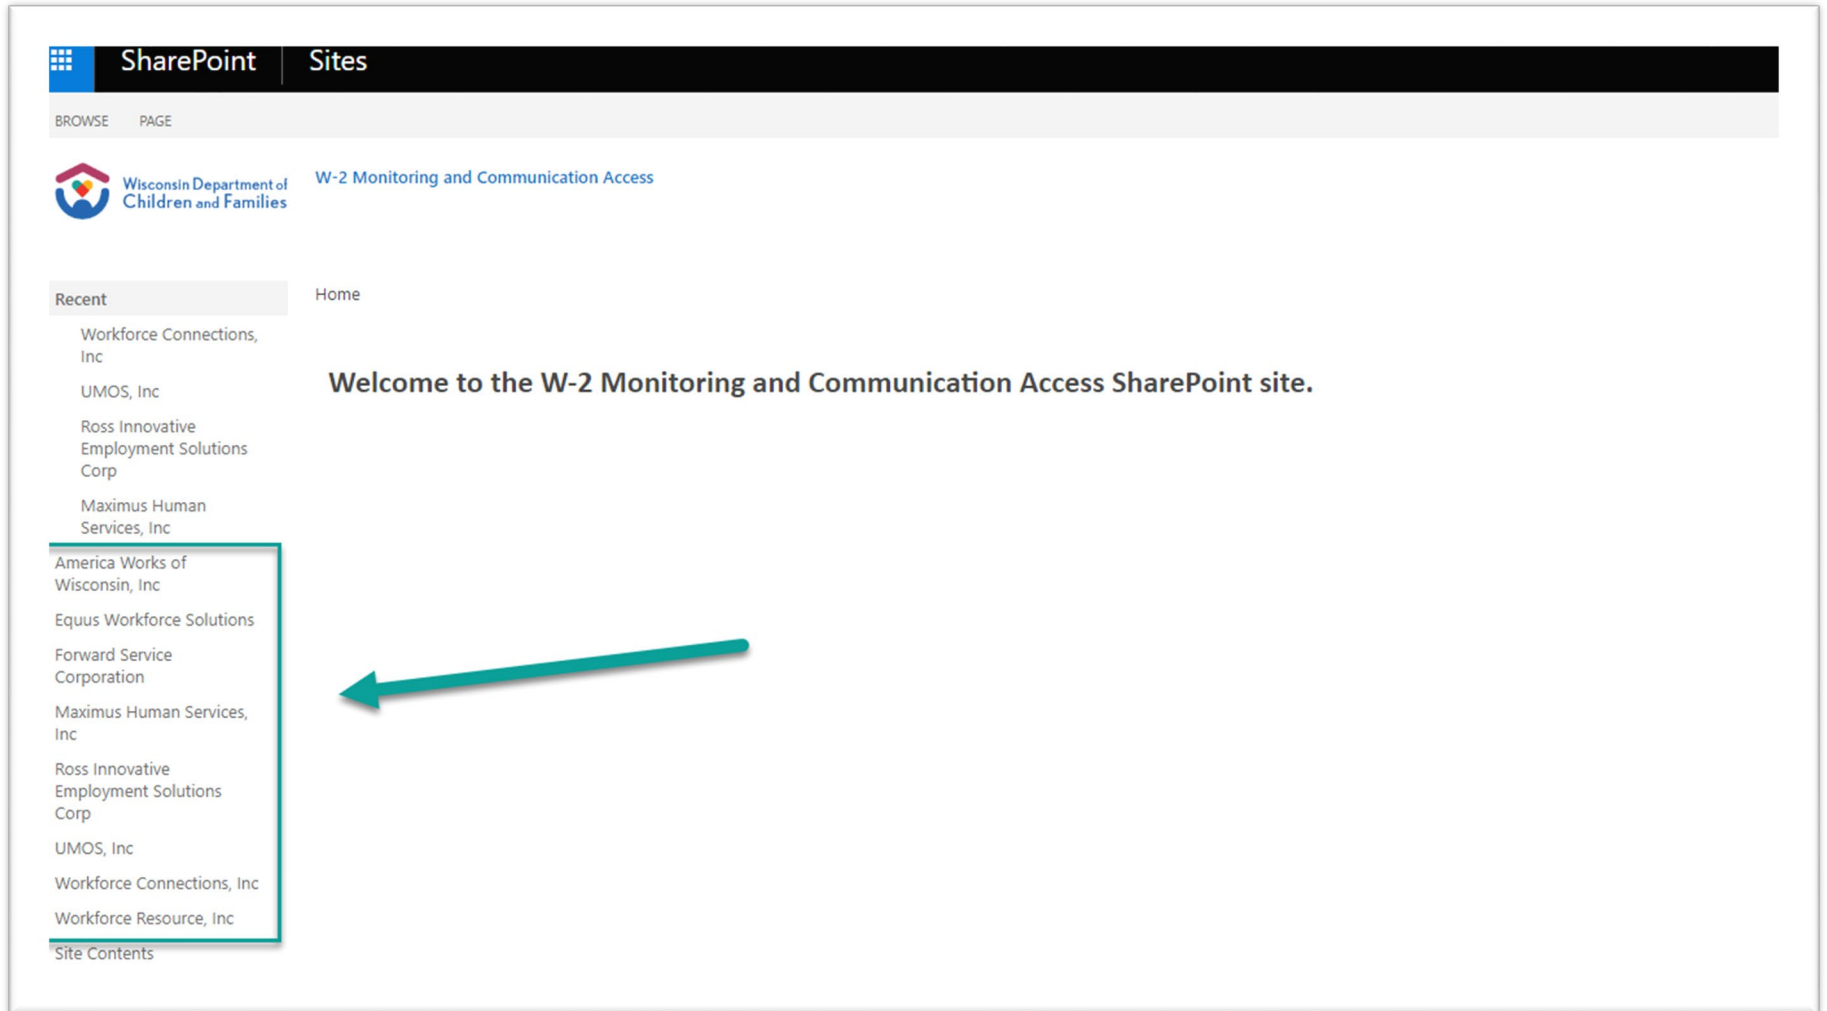 SharePoint
Sites
BROWSE
PAGE
Wisconsin Department of
Children and Families
W-2 Monitoring and Communication Access
Recent
Workforce Connections,
Inc
UMOS, Inc
Ross Innovative
Employment Solutions
Corp
Maximus Human
Services, Inc
America Works of
Wisconsin, Inc
Equus Workforce Solutions
Forward Service
Corporation
Maximus Human Services,
Inc
Ross Innovative
Employment Solutions
Corp
UMOS, Inc
Workforce Connections, Inc
Workforce Resource, Inc
Site Contents
Home
Welcome to the W-2 Monitoring and Communication Access SharePoint site.